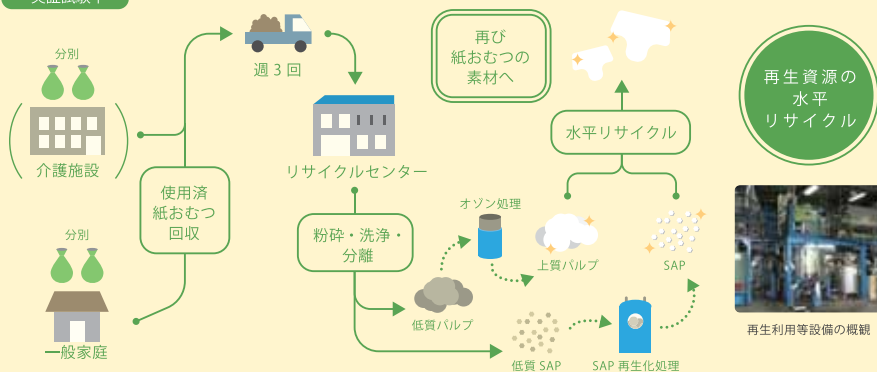 実証試験中
分別
介護施設
分別
一般家庭
使用済
紙おむつ
回収
週3回
リサイクルセンター
粉砕・洗浄・
分離
低質パルプ
オゾン処理
上質パルプ
低質 SAP
SAP 再生化処理
SAP
水平リサイクル
再び
紙おむつの
素材へ
再生資源の
水平
リサイクル
再生利用等設備の概観